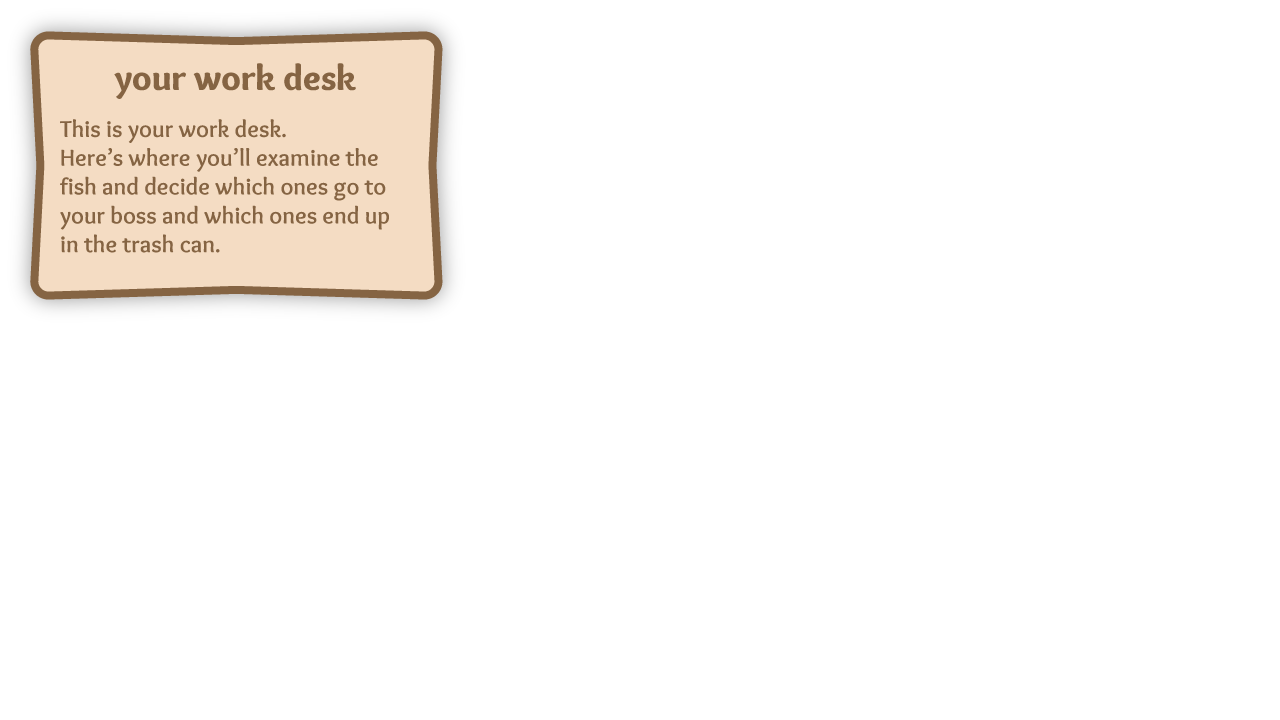 your work desk
This is your work desk.
Here’s where you’ll examine the
fish and decide which ones go to
your boss and which ones end up
in the trash can.